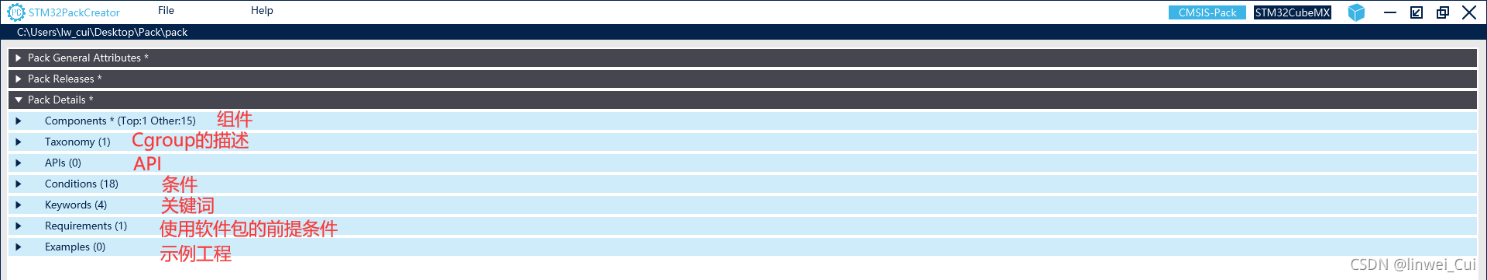 STM32PackCreator File Help CMSIS-Pack STM32CubeMX
C:\Users\lw_cui\Desktop\Pack\pack
Pack General Attributes *
Pack Releases *
Pack Details *
Components * (Top:1 Other:15) 组件
Taxonomy (1) Cgroup的描述
APIs (0) API
Conditions (18) 条件
Keywords (4) 关键词
Requirements (1) 使用软件包的前提条件
Examples (0) 示例工程
CSDN @linwei_Cui